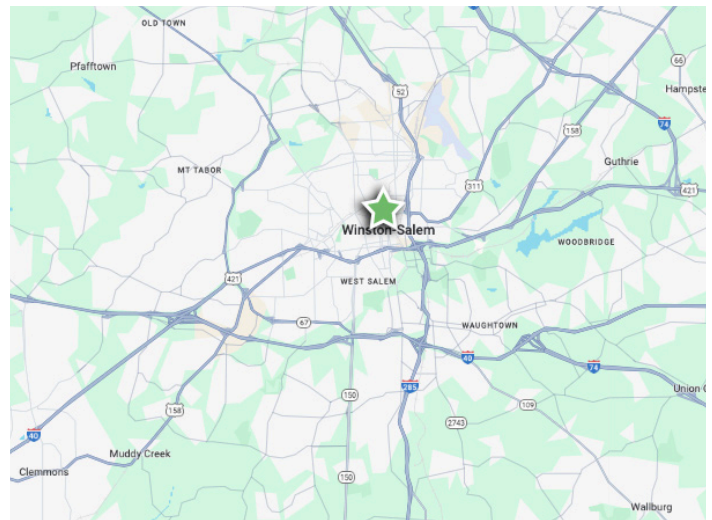 OLD TOWN
Pfafftown
66
52
Hampste
74
158
MT TABOR
Guthrie
421
311
Winston-Salem
WOODBRIDGE
421
WEST SALEM
67
WAUGHTOWN
40
74
285
150
Union C
158
109
2743
40
Muddy Creek
Clemmons
150
Wallburg